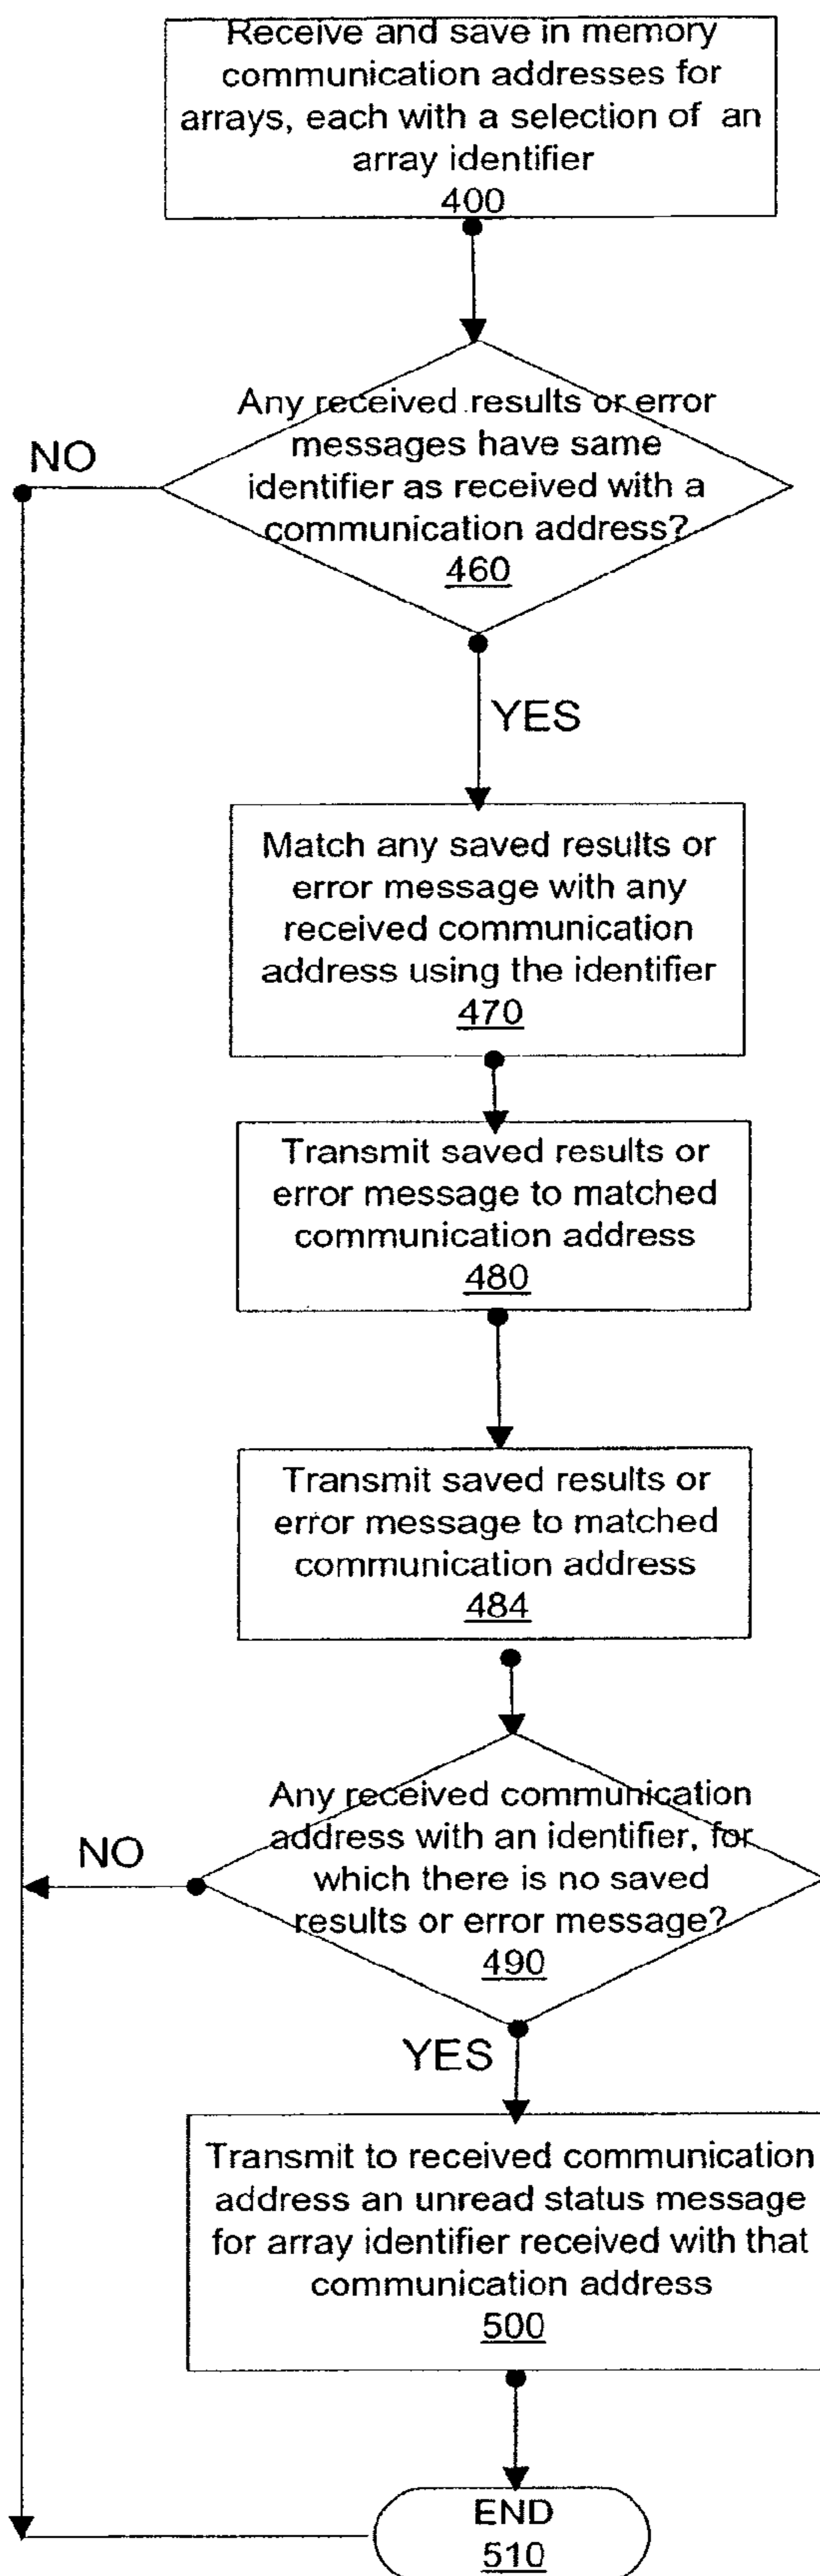 Receive and save in memory
communication addresses for
arrays, each with a selection of an
array identifier
400
Any received results or error
messages have same
identifier as received with a
communication address?
460
NO
YES
Match any saved results or
error message with any
received communication
address using the identifier
470
Transmit saved results or
error message to matched
communication address
480
Transmit saved results or
error message to matched
communication address
484
Any received communication
address with an identifier, for
which there is no saved
results or error message?
490
NO
YES
Transmit to received communication
address an unread status message
for array identifier received with that
communication address
500
END
510